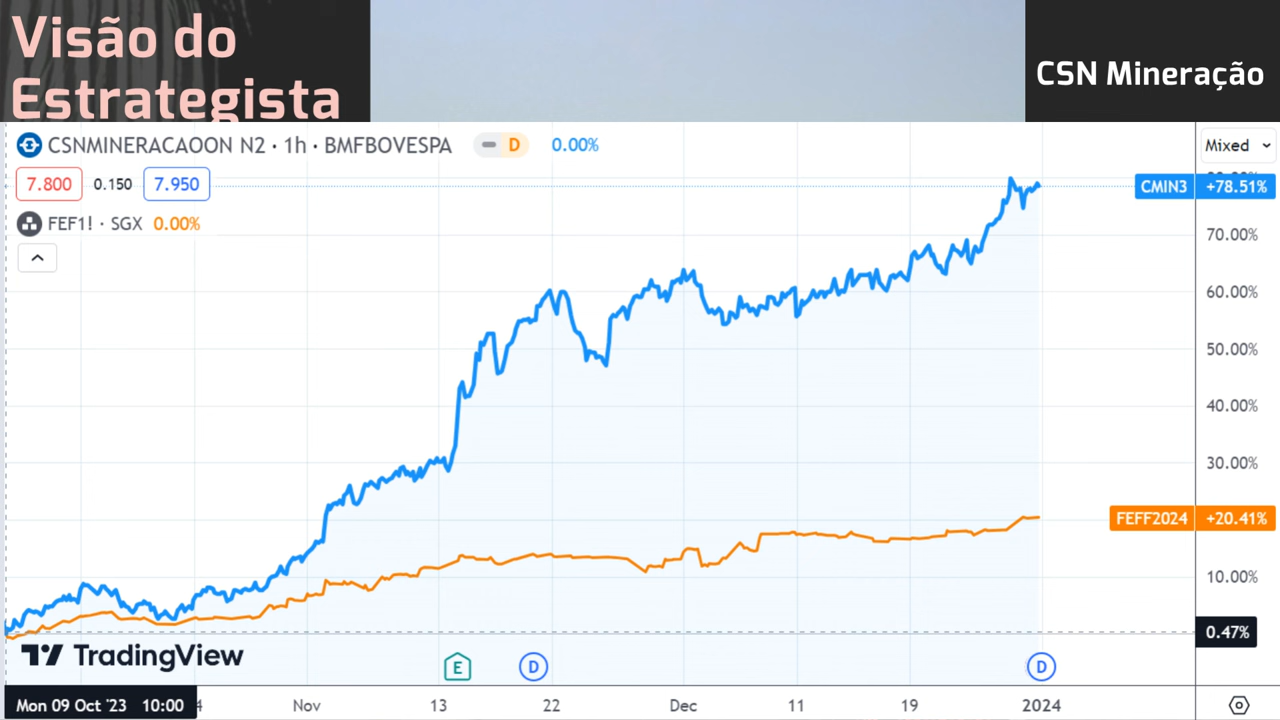 Visão do
Estrategista
CSN Mineração
CSNMINERACAOON N2 · 1h · BMFBOVESPA D 0.00%
Mixed
7.800 0.150 7.950
CMIN3 +78.51%
FEF1! · SGX 0.00%
70.00%
60.00%
50.00%
40.00%
30.00%
FEFF2024 +20.41%
10.00%
0.47%
TradingView
E D D
Mon 09 Oct '23 10:00 Nov 13 22 Dec 11 19 2024